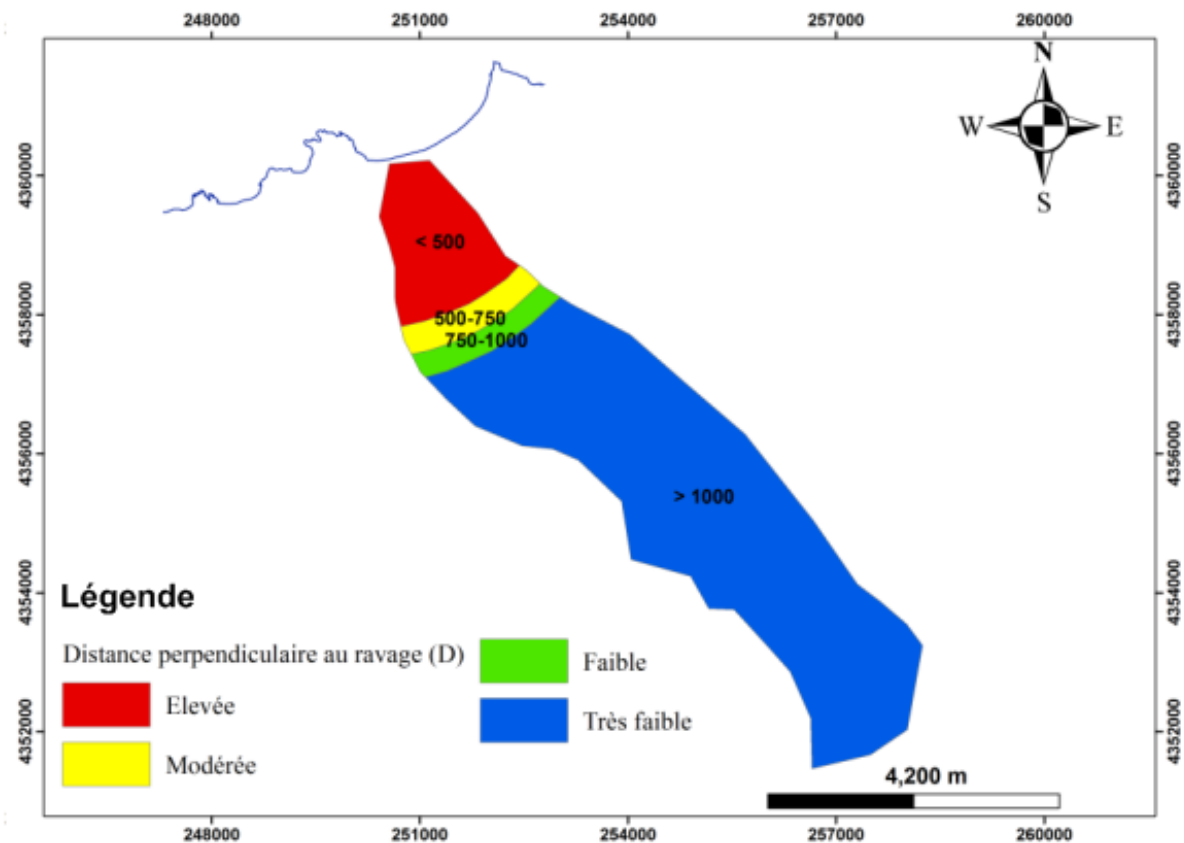 248000 251000 254000 257000 260000
N
W E
S
4360000 4360000
< 500
4358000 4358000
500-750
750-1000
4356000 4356000
> 1000
4354000 4354000
Légende
Distance perpendiculaire au ravage (D)
Elevée
Modérée
Faible
Très faible
4352000 4352000
4,200 m
248000 251000 254000 257000 260000